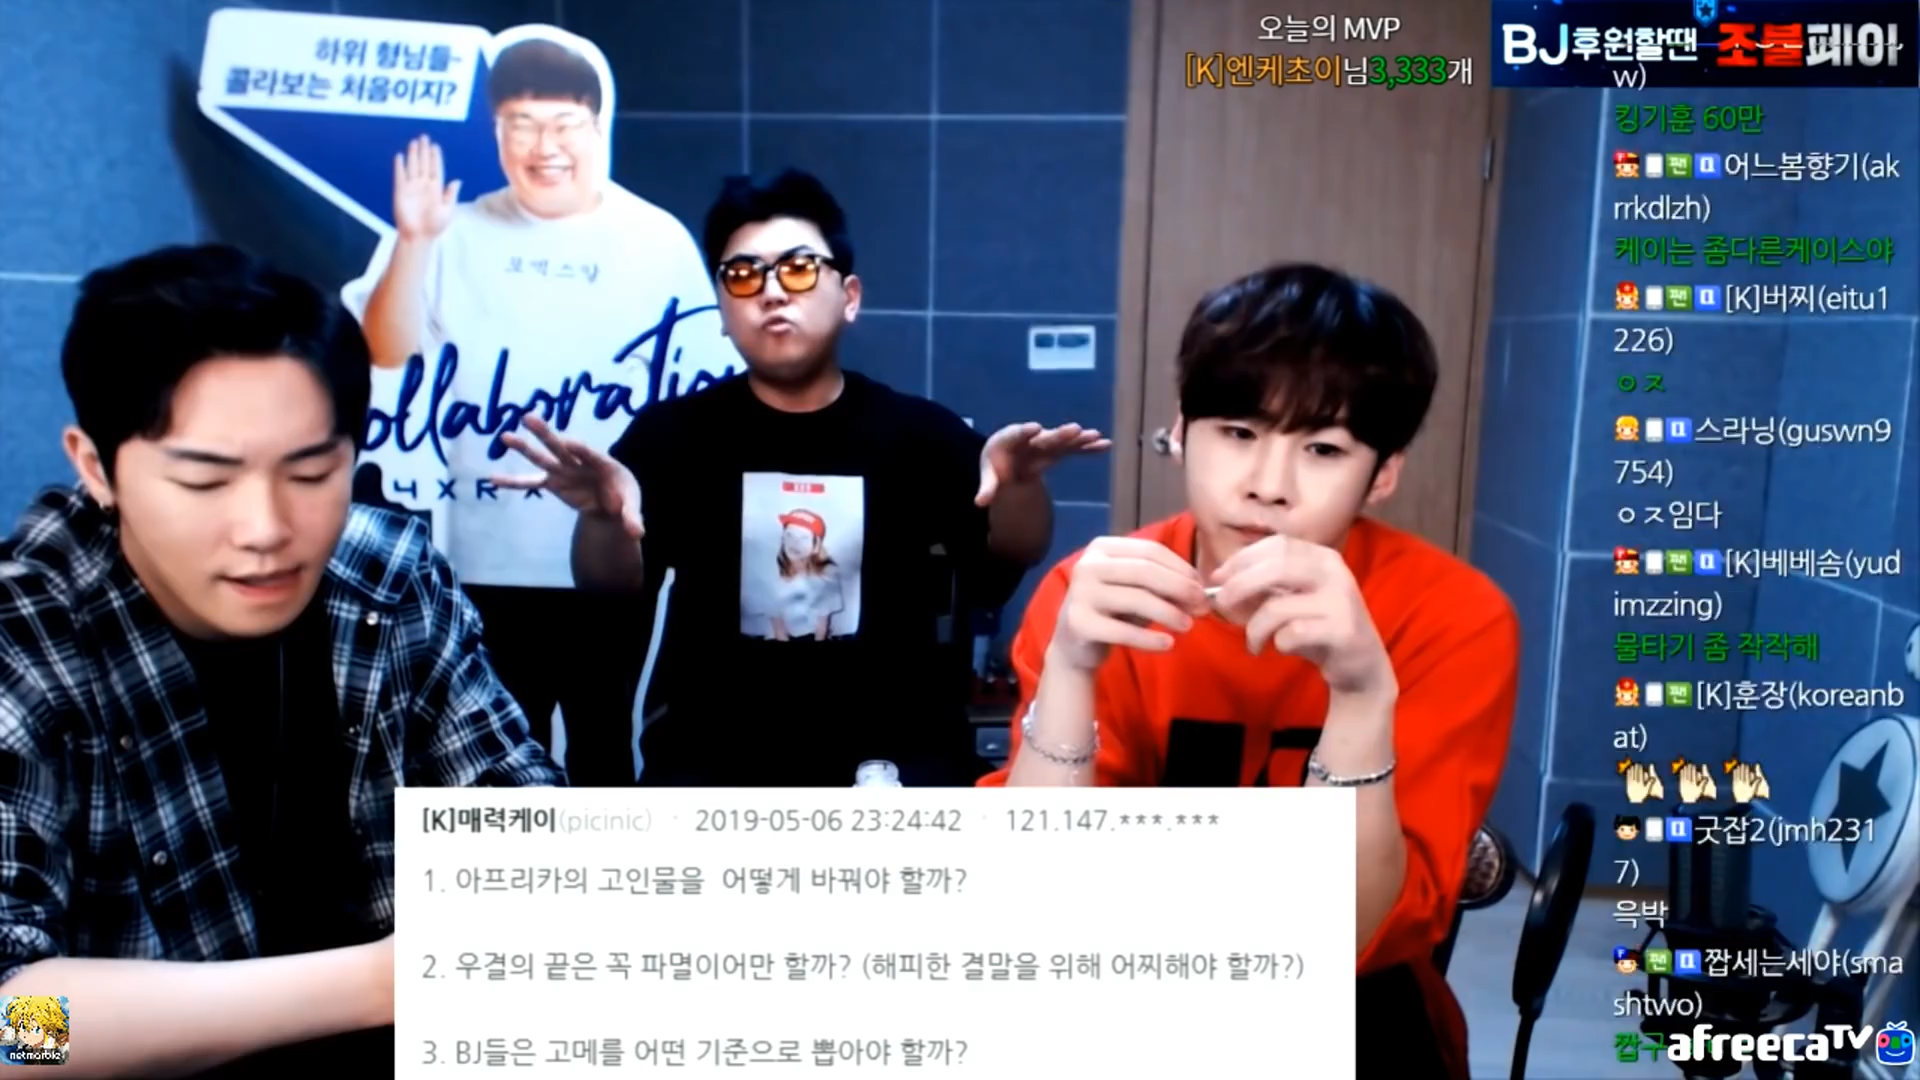 하위 형님들~
콜라보는 처음이지?
로맥스망
ollaboratio
4XR
오늘의 MVP
[K]엔케초이님3,333개
BJ후원할땐 조블페이
w)
킹기훈 60만
어느봄향기(ak
rrkdlzh)
케이는 좀다른케이스야
[K]버찌(eitu1
226)
ㅇㅈ
스라닝(guswn9
754)
ㅇㅈ임다
[K]베베솜(yud
imzzing)
물타기 좀 작작해
[K]훈장(koreanb
at)
굿잡2(jmh231
7)
윽박
짭세는세야(sma
shtwo)
짭구
afreecaTV
netmarble
[K]매력케이(picinic) · 2019-05-06 23:24:42 · 121.147.***.***
1. 아프리카의 고인물을 어떻게 바꿔야 할까?
2. 우결의 끝은 꼭 파멸이어만 할까? (해피한 결말을 위해 어찌해야 할까?)
3. BJ들은 고메를 어떤 기준으로 뽑아야 할까?